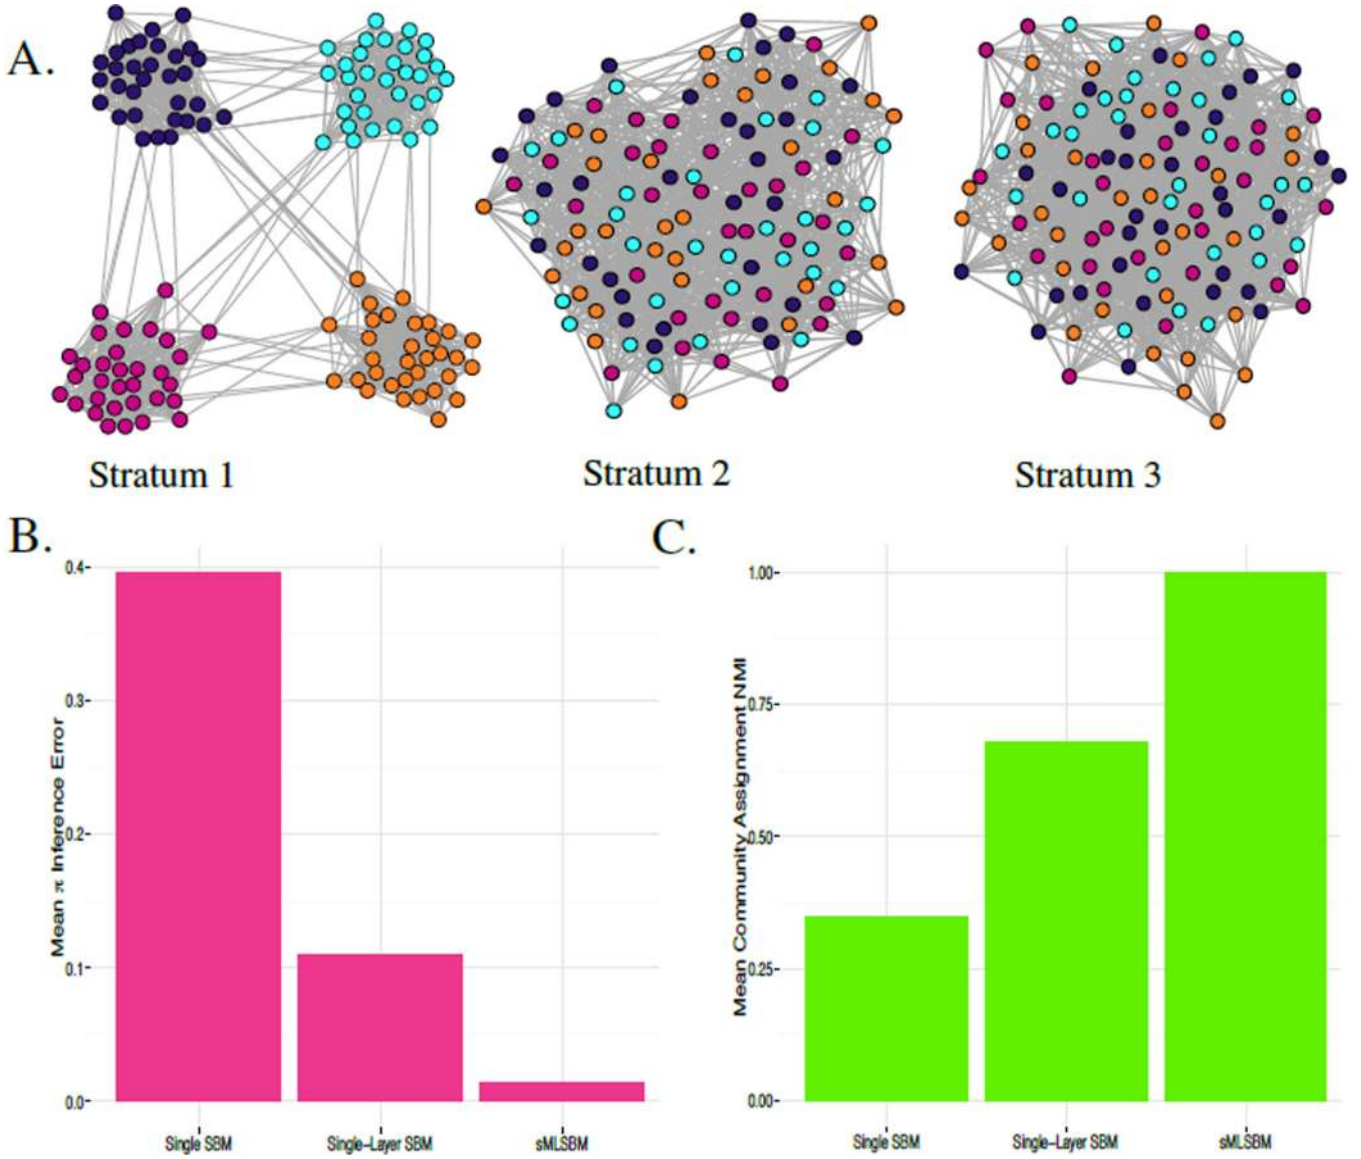 A.
Stratum 1
Stratum 2
Stratum 3
B.
Mean π Inference Error
0.4
0.3
0.2
0.1
0.0
Single SBM
Single-Layer SBM
sMLSBM
C.
Mean Community Assignment NMI
1.00
0.75
0.50
0.25
0.00
Single SBM
Single-Layer SBM
sMLSBM